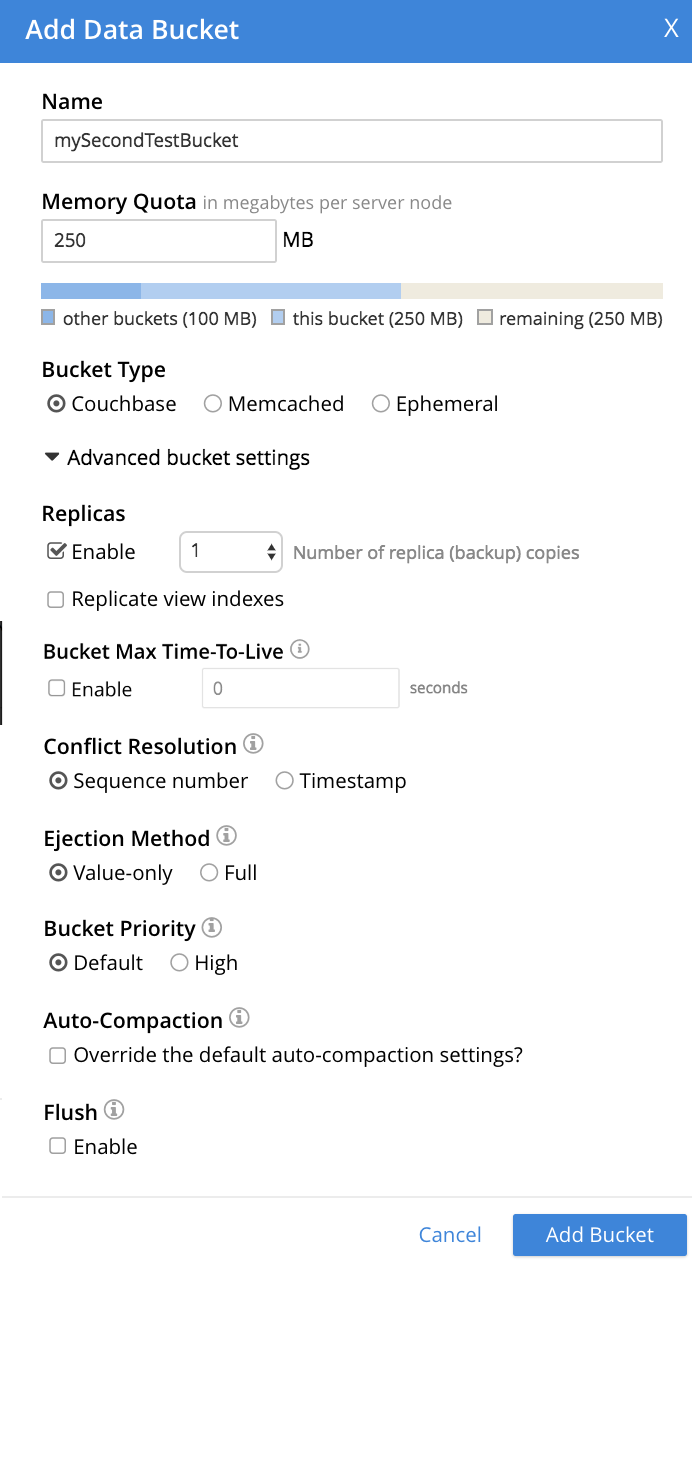 Add Data Bucket X
Name
mySecondTestBucket
Memory Quota in megabytes per server node
250 MB
other buckets (100 MB) this bucket (250 MB) remaining (250 MB)
Bucket Type
Couchbase Memcached Ephemeral
Advanced bucket settings
Replicas
Enable 1 Number of replica (backup) copies
Replicate view indexes
Bucket Max Time-To-Live
Enable 0 seconds
Conflict Resolution
Sequence number Timestamp
Ejection Method
Value-only Full
Bucket Priority
Default High
Auto-Compaction
Override the default auto-compaction settings?
Flush
Enable
Cancel Add Bucket